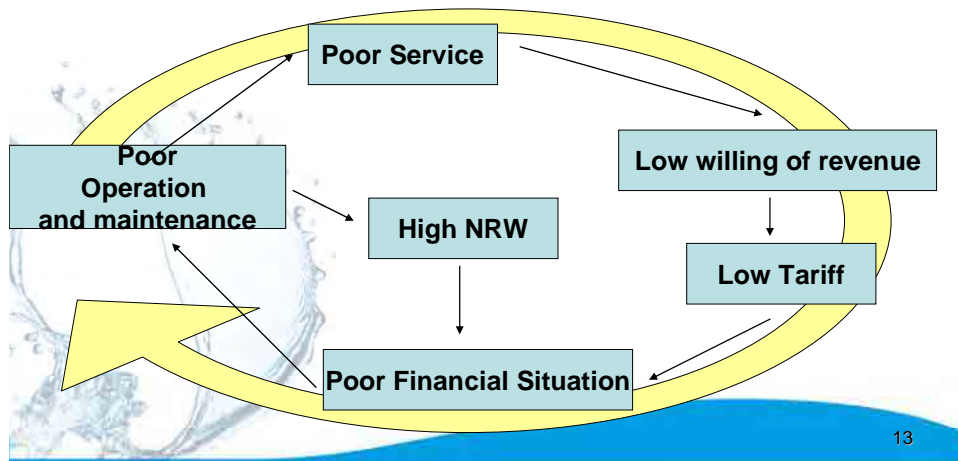 Poor Service
Low willing of revenue
Poor
Operation
and maintenance
High NRW
Low Tariff
Poor Financial Situation
13